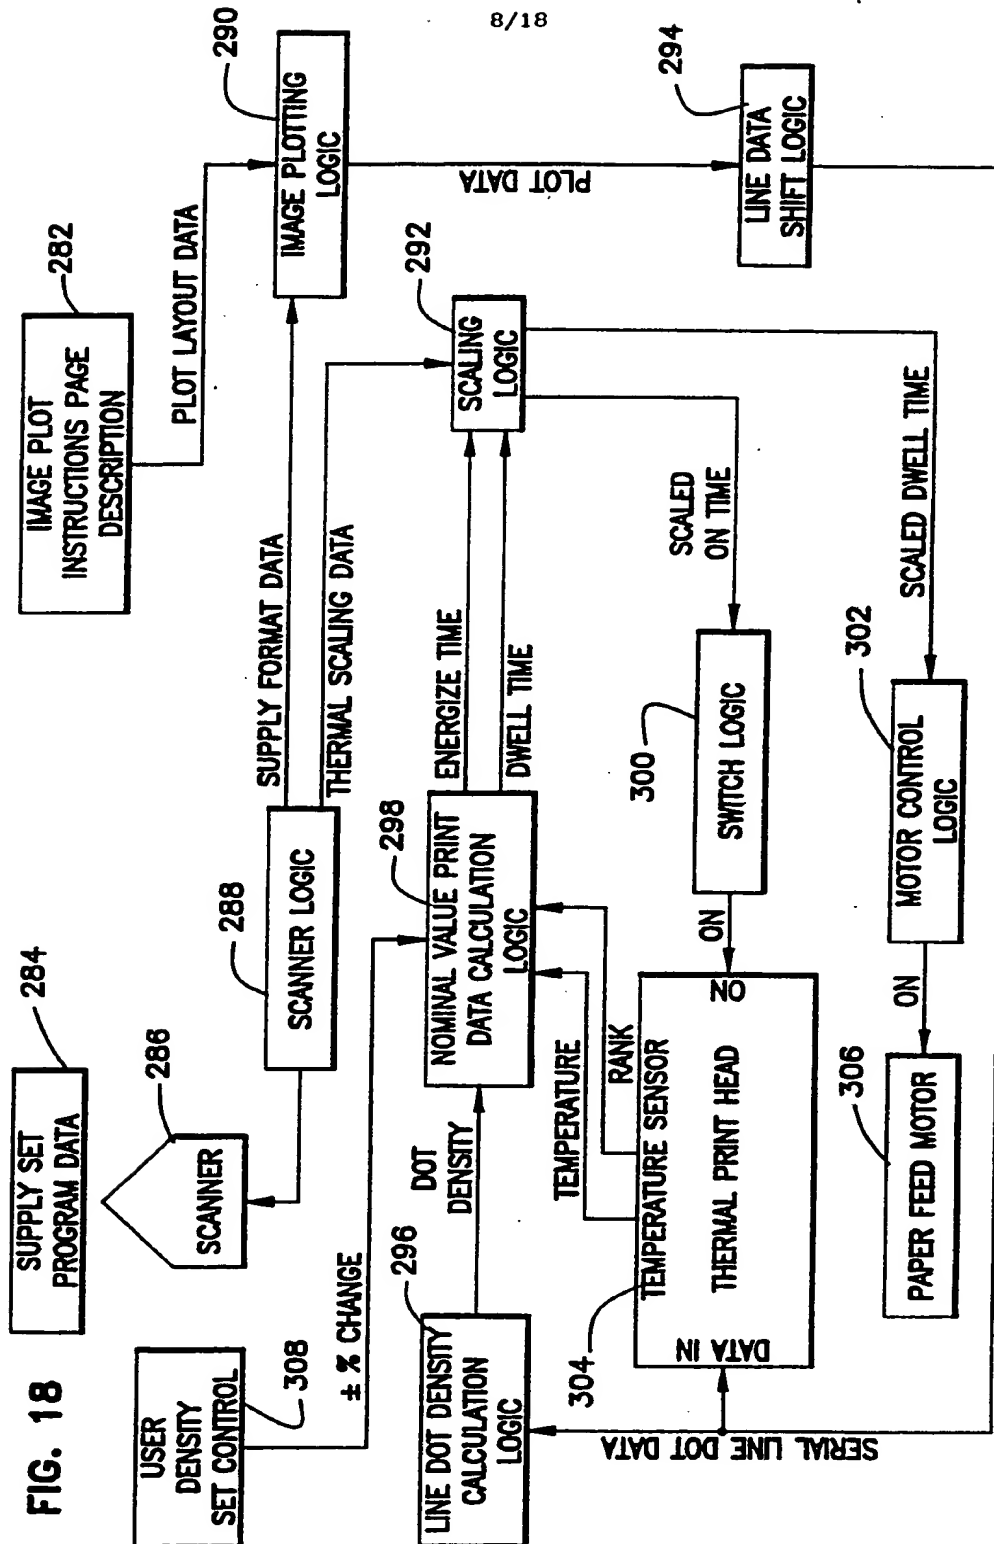 8/18
FIG. 18
USER
DENSITY
SET CONTROL
308
SUPPLY SET
PROGRAM DATA
284
SCANNER
286
SCANNER LOGIC
288
IMAGE PLOT
INSTRUCTIONS PAGE
DESCRIPTION
282
PLOT LAYOUT DATA
IMAGE PLOTTING
LOGIC
290
SUPPLY FORMAT DATA
THERMAL SCALING DATA
± % CHANGE
LINE DOT DENSITY
CALCULATION
LOGIC
296
DOT
DENSITY
NOMINAL VALUE PRINT
DATA CALCULATION
LOGIC
298
ENERGIZE TIME
DWELL TIME
SCALING
LOGIC
292
PLOT DATA
LINE DATA
SHIFT LOGIC
294
TEMPERATURE
RANK
SCALED
ON TIME
SWITCH LOGIC
300
ON
304
TEMPERATURE SENSOR
THERMAL PRINT HEAD
DATA IN
ON
SERIAL LINE DOT DATA
SCALED DWELL TIME
MOTOR CONTROL
LOGIC
302
ON
PAPER FEED MOTOR
306